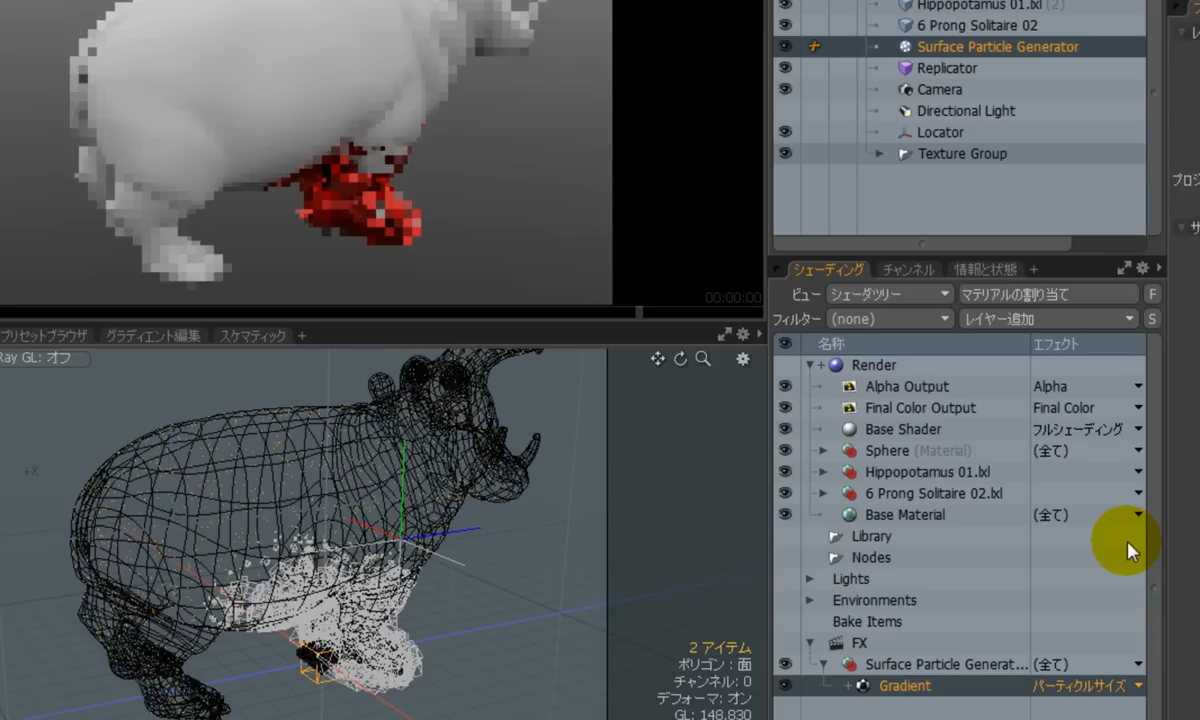 Hippopotamus 01.lxl (2)
6 Prong Solitaire 02
Surface Particle Generator
Replicator
Camera
Directional Light
Locator
Texture Group
プロジ
サ
00:00:00
シェーディング チャンネル 情報と状態 +
ビュー シェーダツリー マテリアルの割り当て F
フィルター (none) レイヤー追加 S
プリセットブラウザ グラディエント編集 スケマティック +
Ray GL: オフ
名称 エフェクト
Render
Alpha Output Alpha
Final Color Output Final Color
Base Shader フルシェーディング
Sphere (Material) (全て)
Hippopotamus 01.lxl
6 Prong Solitaire 02.lxl
Base Material (全て)
Library
Nodes
Lights
Environments
Bake Items
FX
Surface Particle Generat... (全て)
Gradient パーティクルサイズ
+X
2 アイテム
ポリゴン : 面
チャンネル: 0
デフォーマ: オン
GL: 148,830